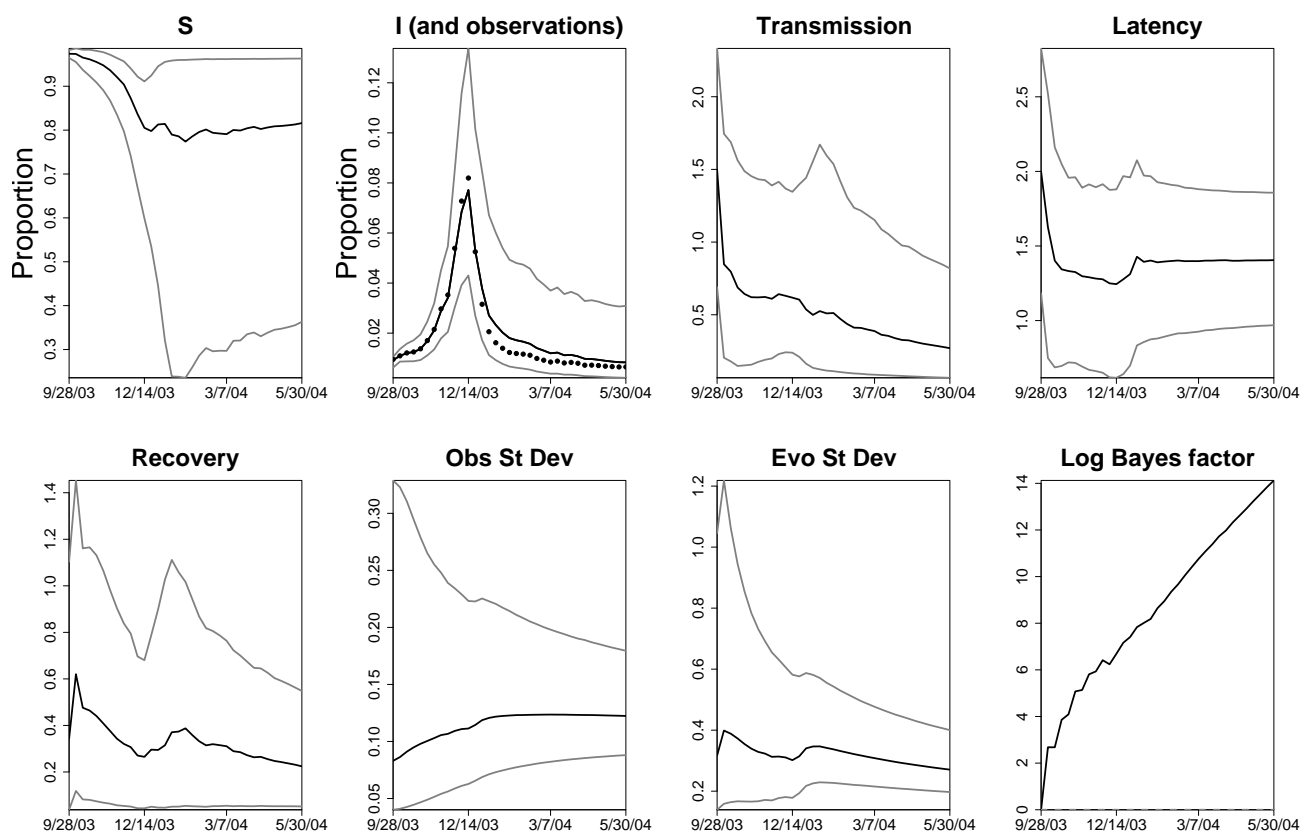 S
I (and observations)
Transmission
Latency
Proportion
0.3 0.4 0.5 0.6 0.7 0.8 0.9
9/28/03 12/14/03 3/7/04 5/30/04
Proportion
0.02 0.04 0.06 0.08 0.10 0.12
9/28/03 12/14/03 3/7/04 5/30/04
0.5 1.0 1.5 2.0
9/28/03 12/14/03 3/7/04 5/30/04
1.0 1.5 2.0 2.5
9/28/03 12/14/03 3/7/04 5/30/04
Recovery
Obs St Dev
Evo St Dev
Log Bayes factor
0.2 0.4 0.6 0.8 1.0 1.2 1.4
9/28/03 12/14/03 3/7/04 5/30/04
0.05 0.10 0.15 0.20 0.25 0.30
9/28/03 12/14/03 3/7/04 5/30/04
0.2 0.4 0.6 0.8 1.0 1.2
9/28/03 12/14/03 3/7/04 5/30/04
0 2 4 6 8 10 12 14
9/28/03 12/14/03 3/7/04 5/30/04